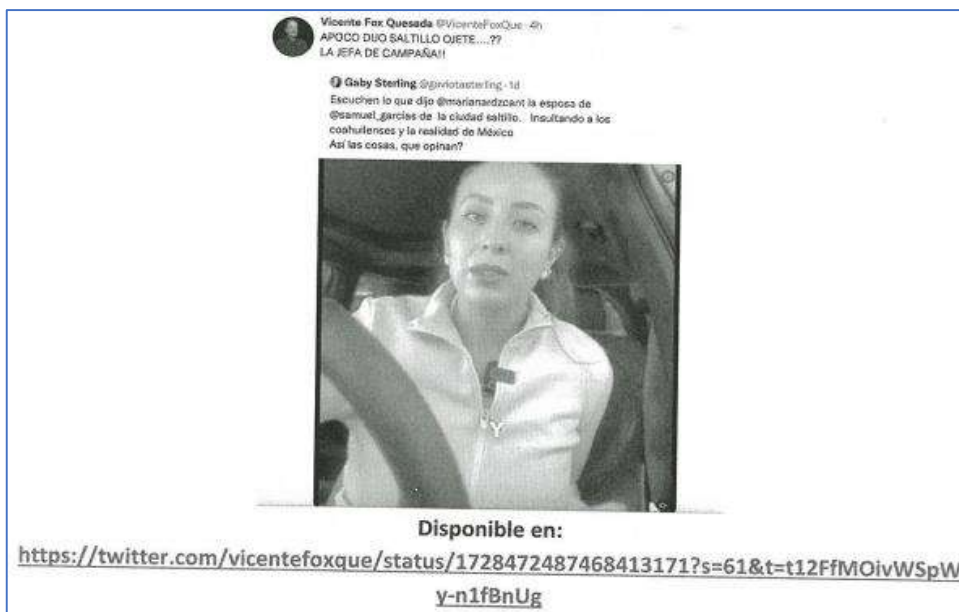 Vicente Fox Quesada @VicenteFoxQue · 4h
APOCO DIJO SALTILLO OJETE....??
LA JEFA DE CAMPAÑA!!
Gaby Sterling @gaviotasterling · 1d
Escuchen lo que dijo @marianardzcant la esposa de
@samuel_garcias de la ciudad saltillo. Insultando a los
coahuilenses y la realidad de México
Así las cosas, que opinan?
Y
Disponible en:
https://twitter.com/vicentefoxque/status/1728472487468413171?s=61&t=t12FfMOivWSpW
y-n1fBnUg